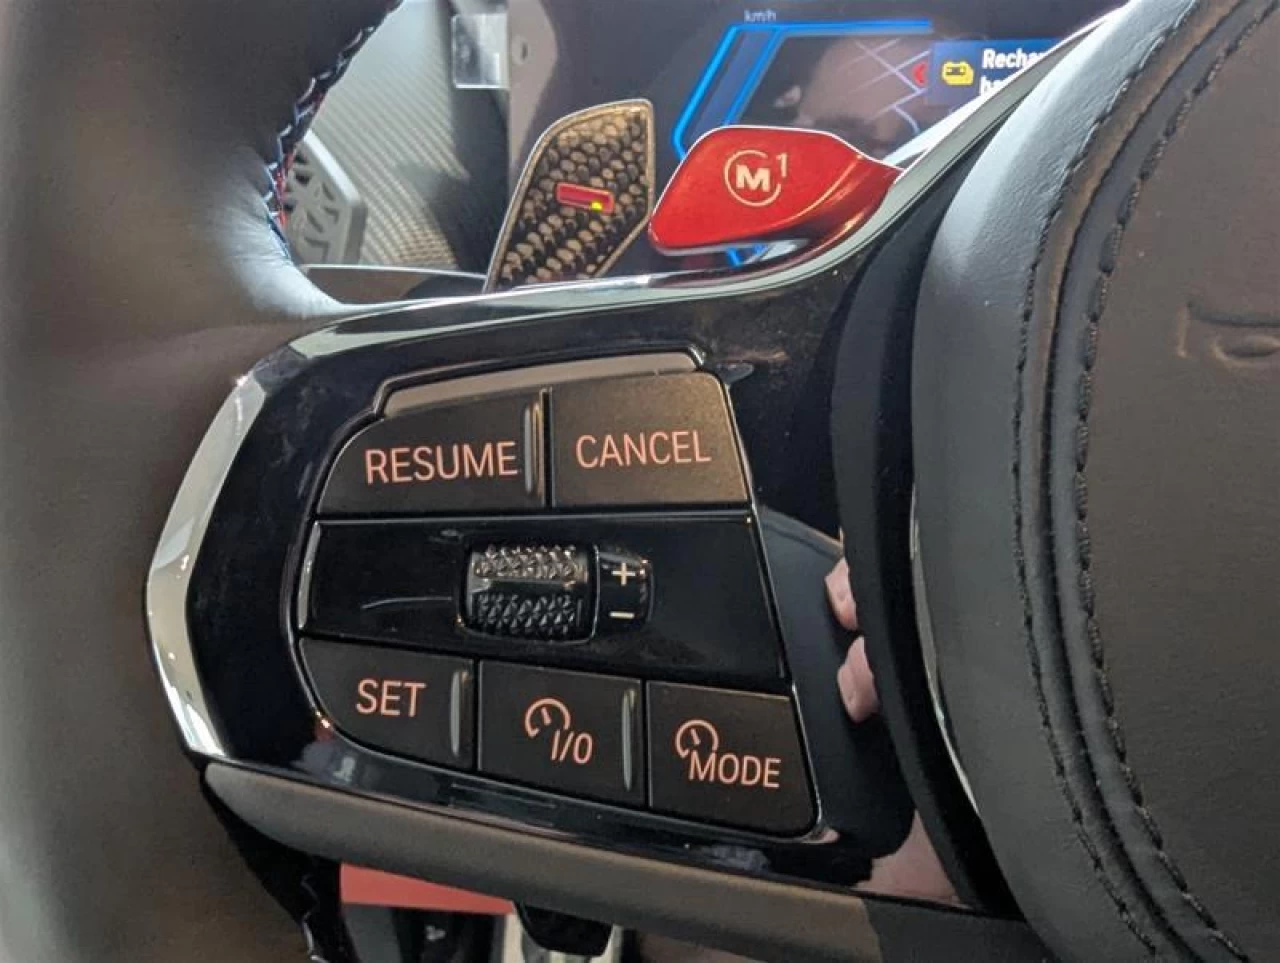 km/h
M1
RESUME
CANCEL
+
−
SET
I/O
MODE